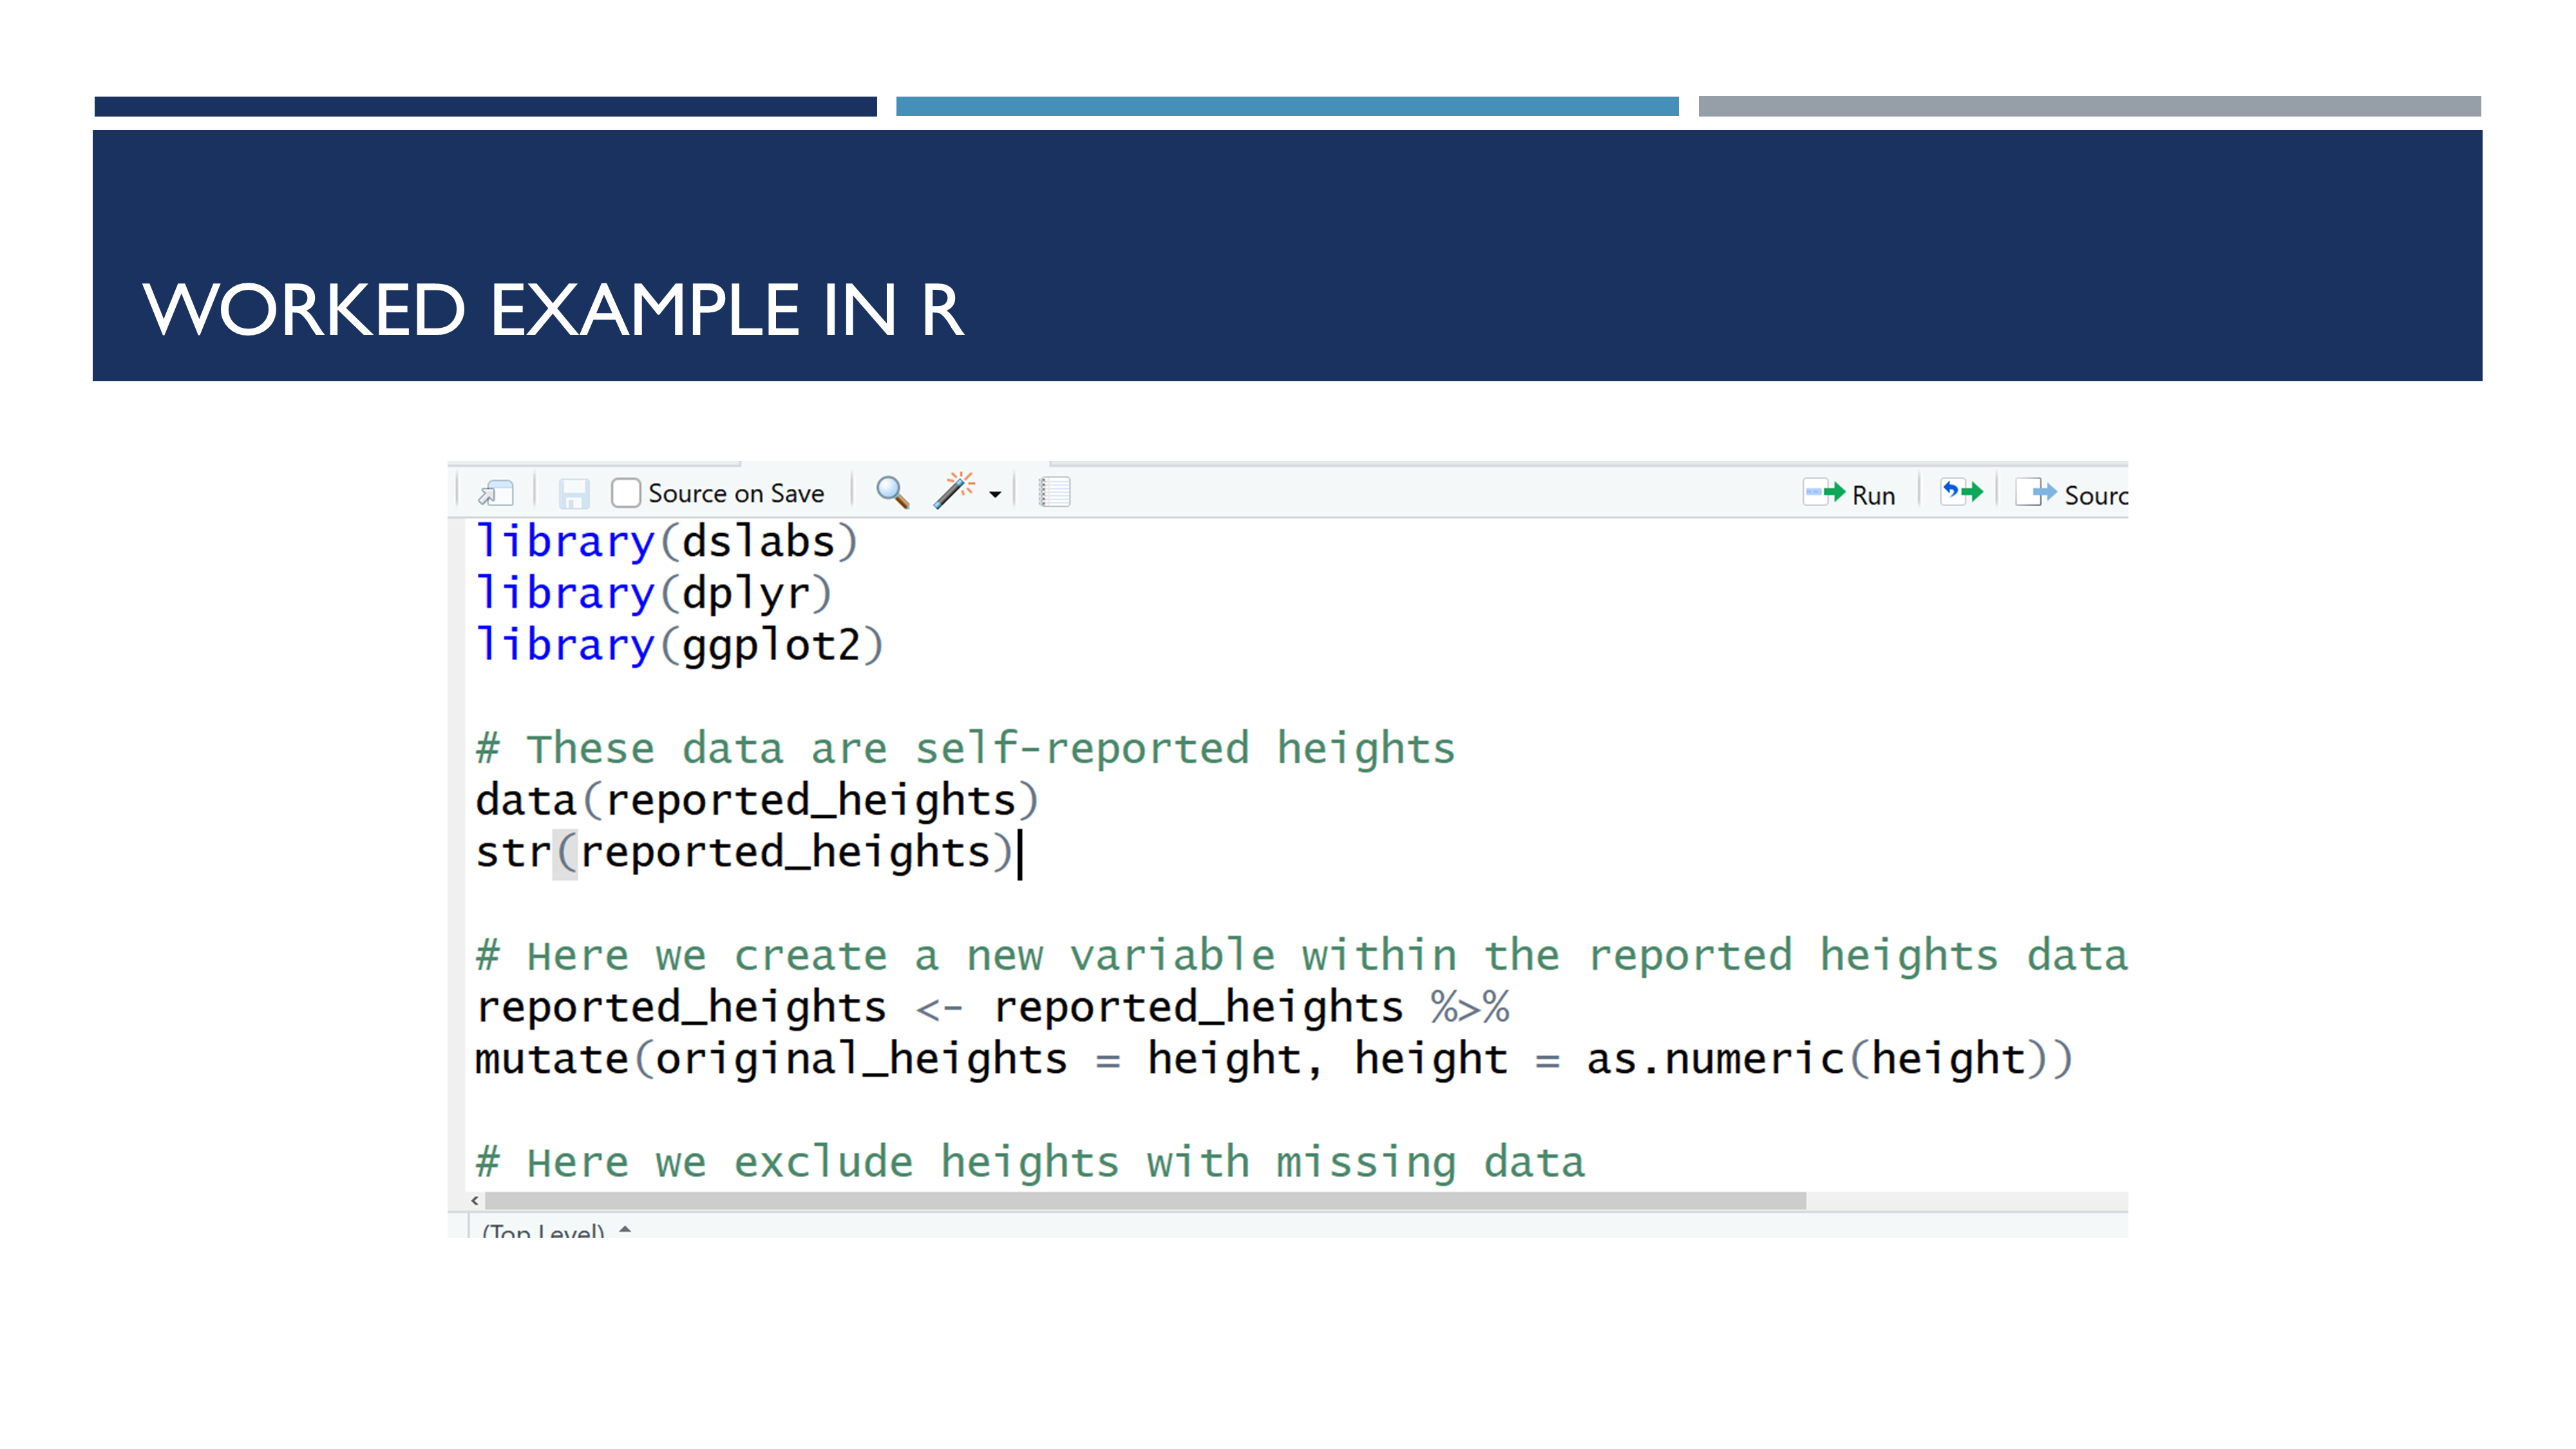 WORKED EXAMPLE IN R
Source on Save
Run
Sourc
library(dslabs)
library(dplyr)
library(ggplot2)
# These data are self-reported heights
data(reported_heights)
str(reported_heights)
# Here we create a new variable within the reported heights data
reported_heights <- reported_heights %>%
mutate(original_heights = height, height = as.numeric(height))
# Here we exclude heights with missing data
(Top Level)